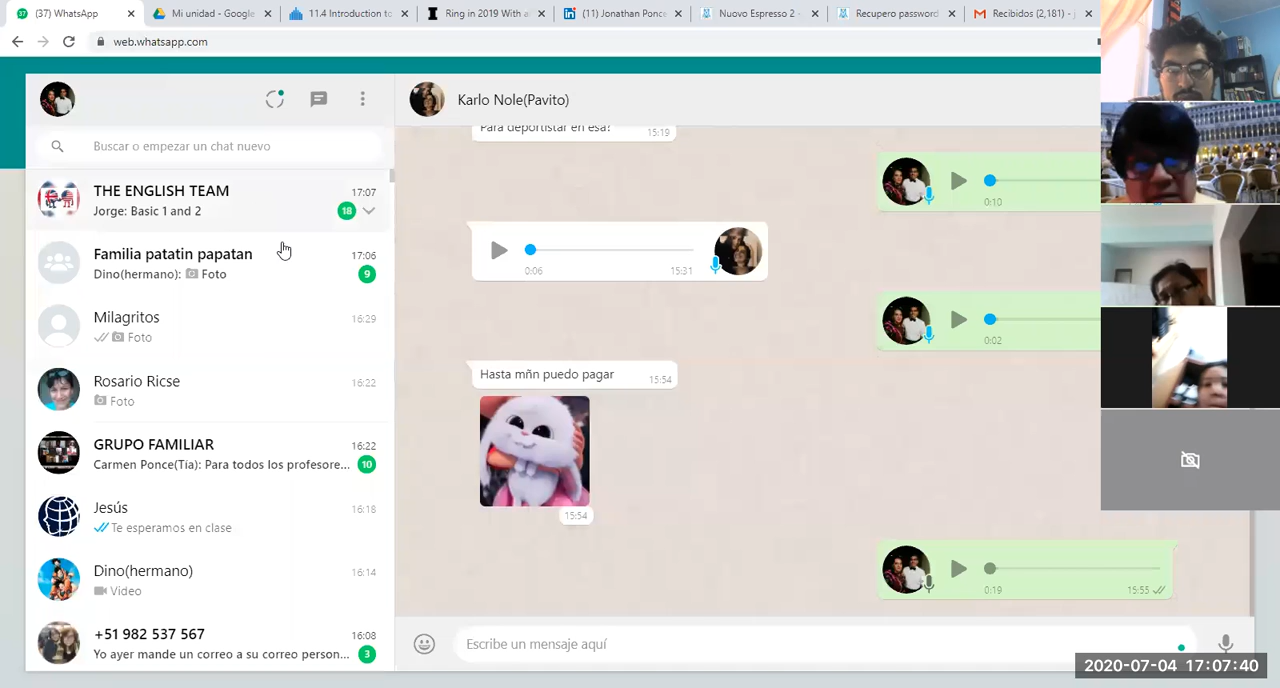 (37) WhatsApp
Mi unidad - Google
11.4 Introduction to
Ring in 2019 With a
(11) Jonathan Ponce
Nuovo Espresso 2 -
Recupero password
Recibidos (2,181) - j
web.whatsapp.com
Karlo Nole(Pavito)
Buscar o empezar un chat nuevo
THE ENGLISH TEAM 17:07
Jorge: Basic 1 and 2 18
Familia patatin papatan 17:06
Dino(hermano): Foto 9
Milagritos 16:29
Foto
Rosario Ricse 16:22
Foto
GRUPO FAMILIAR 16:22
Carmen Ponce(Tía): Para todos los profesore... 10
Jesús 16:18
Te esperamos en clase
Dino(hermano) 16:14
Video
+51 982 537 567 16:08
Yo ayer mande un correo a su correo person... 3
Para deportistar en esa? 15:19
0:10
0:06 15:31
0:02
Hasta mñn puedo pagar 15:54
15:54
0:19 15:55
Escribe un mensaje aquí
2020-07-04 17:07:40